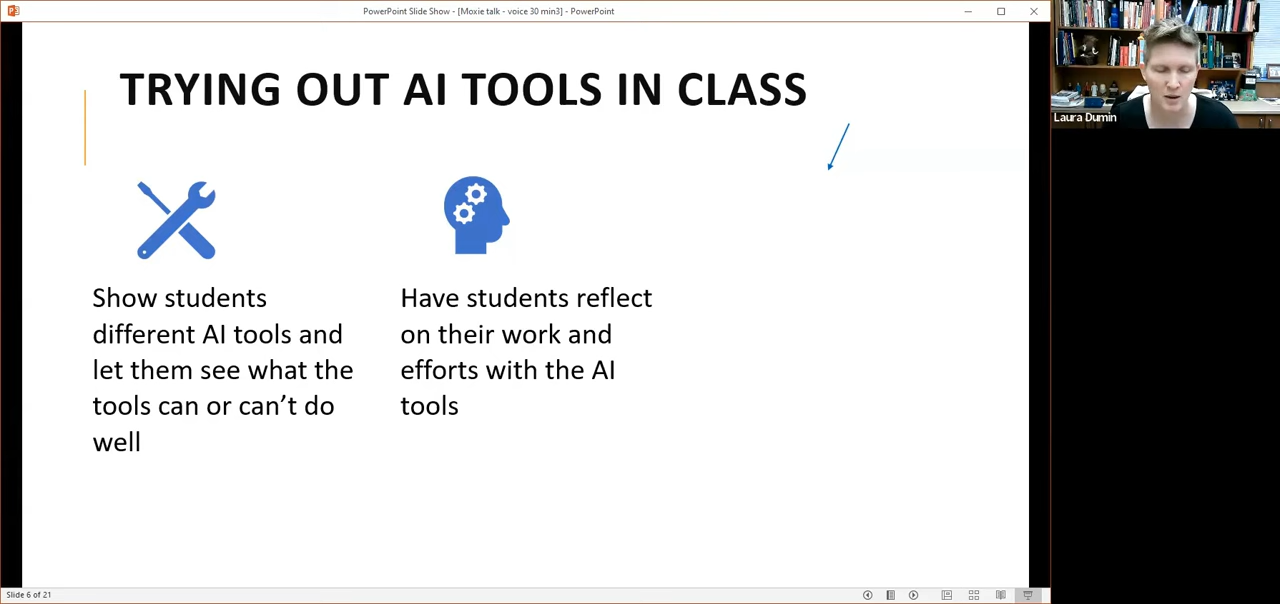 PowerPoint Slide Show - [Moxie talk - voice 30 min3] - PowerPoint
Laura Dumin
TRYING OUT AI TOOLS IN CLASS
Show students
different AI tools and
let them see what the
tools can or can’t do
well
Have students reflect
on their work and
efforts with the AI
tools
Slide 6 of 21